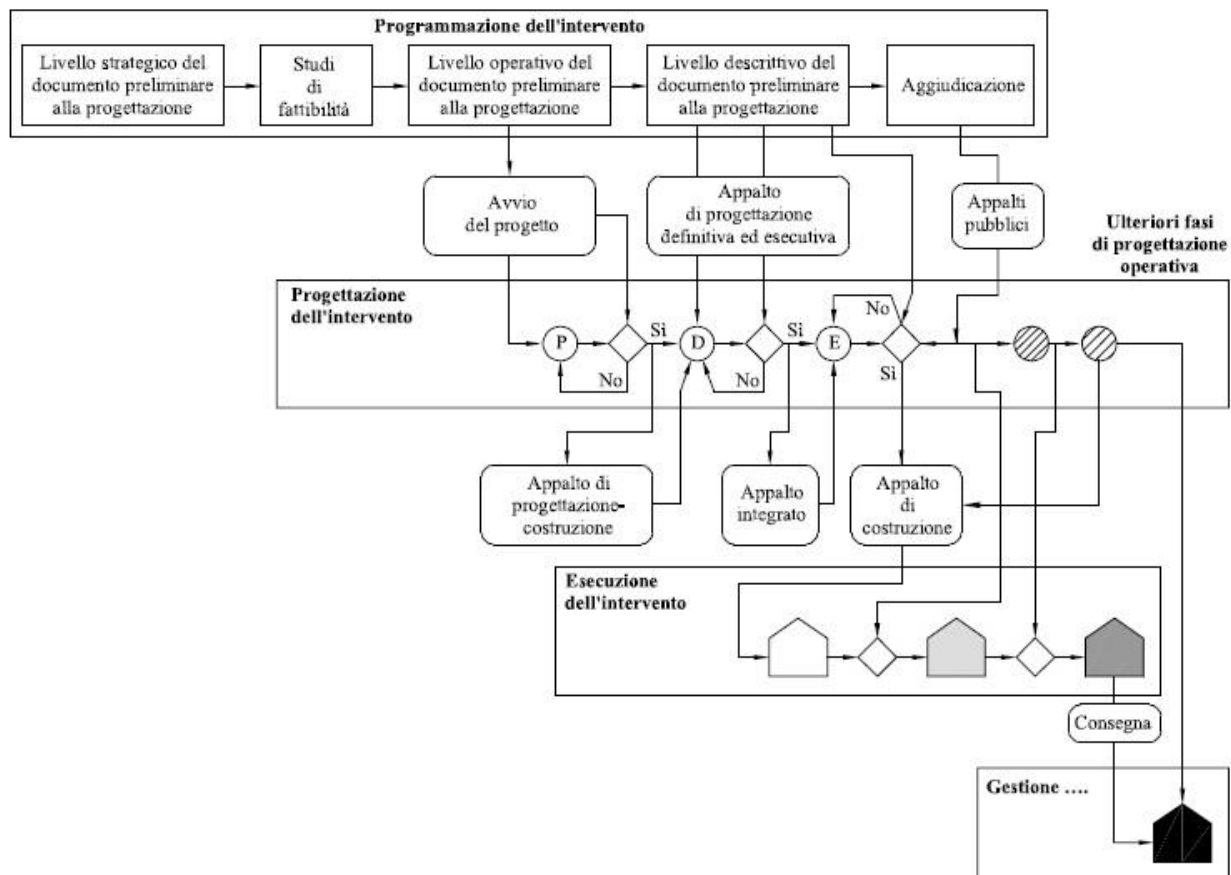 Programmazione dell'intervento
Livello strategico del
documento preliminare
alla progettazione
Studi
di
fattibilità
Livello operativo del
documento preliminare
alla progettazione
Livello descrittivo del
documento preliminare
alla progettazione
Aggiudicazione
Avvio
del progetto
Appalto
di progettazione
definitiva ed esecutiva
Appalti
pubblici
Ulteriori fasi
di progettazione
operativa
Progettazione
dell'intervento
P
Sì
No
D
Sì
No
E
No
Sì
Appalto di
progettazione-
costruzione
Appalto
integrato
Appalto
di
costruzione
Esecuzione
dell'intervento
Consegna
Gestione ....